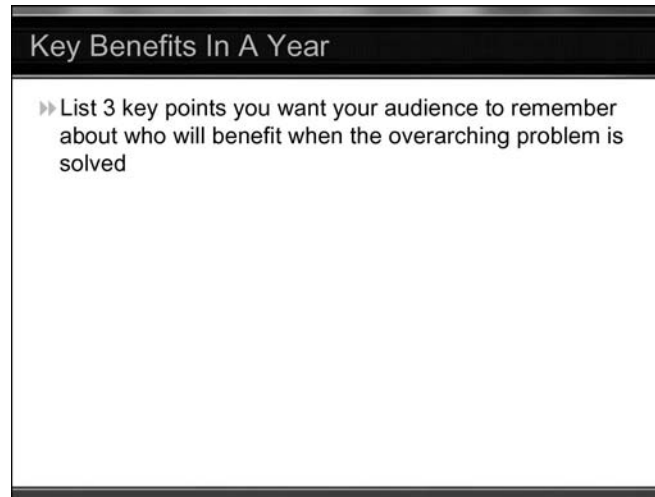 Key Benefits In A Year
List 3 key points you want your audience to remember
about who will benefit when the overarching problem is
solved